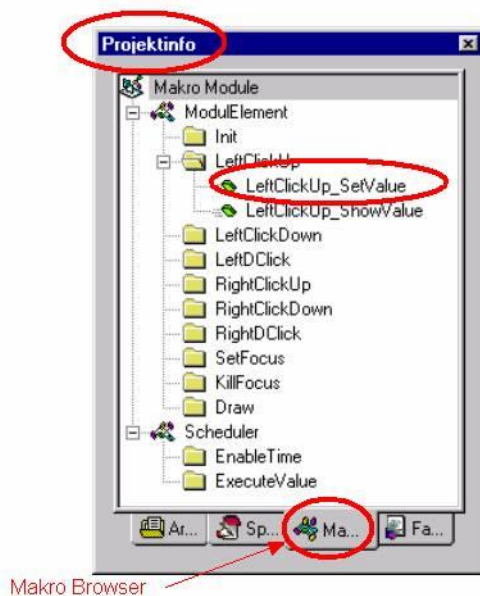 Projektinfo
Makro Module
ModulElement
Init
LeftClickUp
LeftClickUp_SetValue
LeftClickUp_ShowValue
LeftClickDown
LeftDClick
RightClickUp
RightClickDown
RightDClick
SetFocus
KillFocus
Draw
Scheduler
EnableTime
ExecuteValue
Ar... Sp... Ma... Fa...
Makro Browser